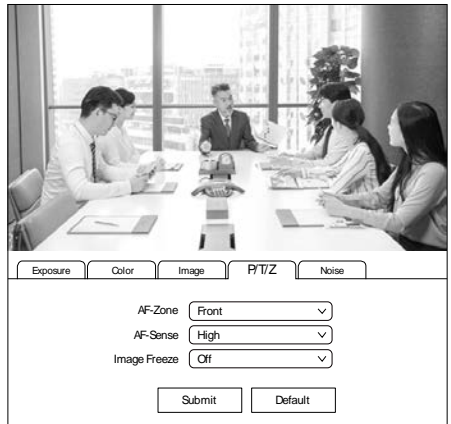 Exposure Color Image P/T/Z Noise
AF-Zone Front
AF-Sense High
Image Freeze Off
Submit Default